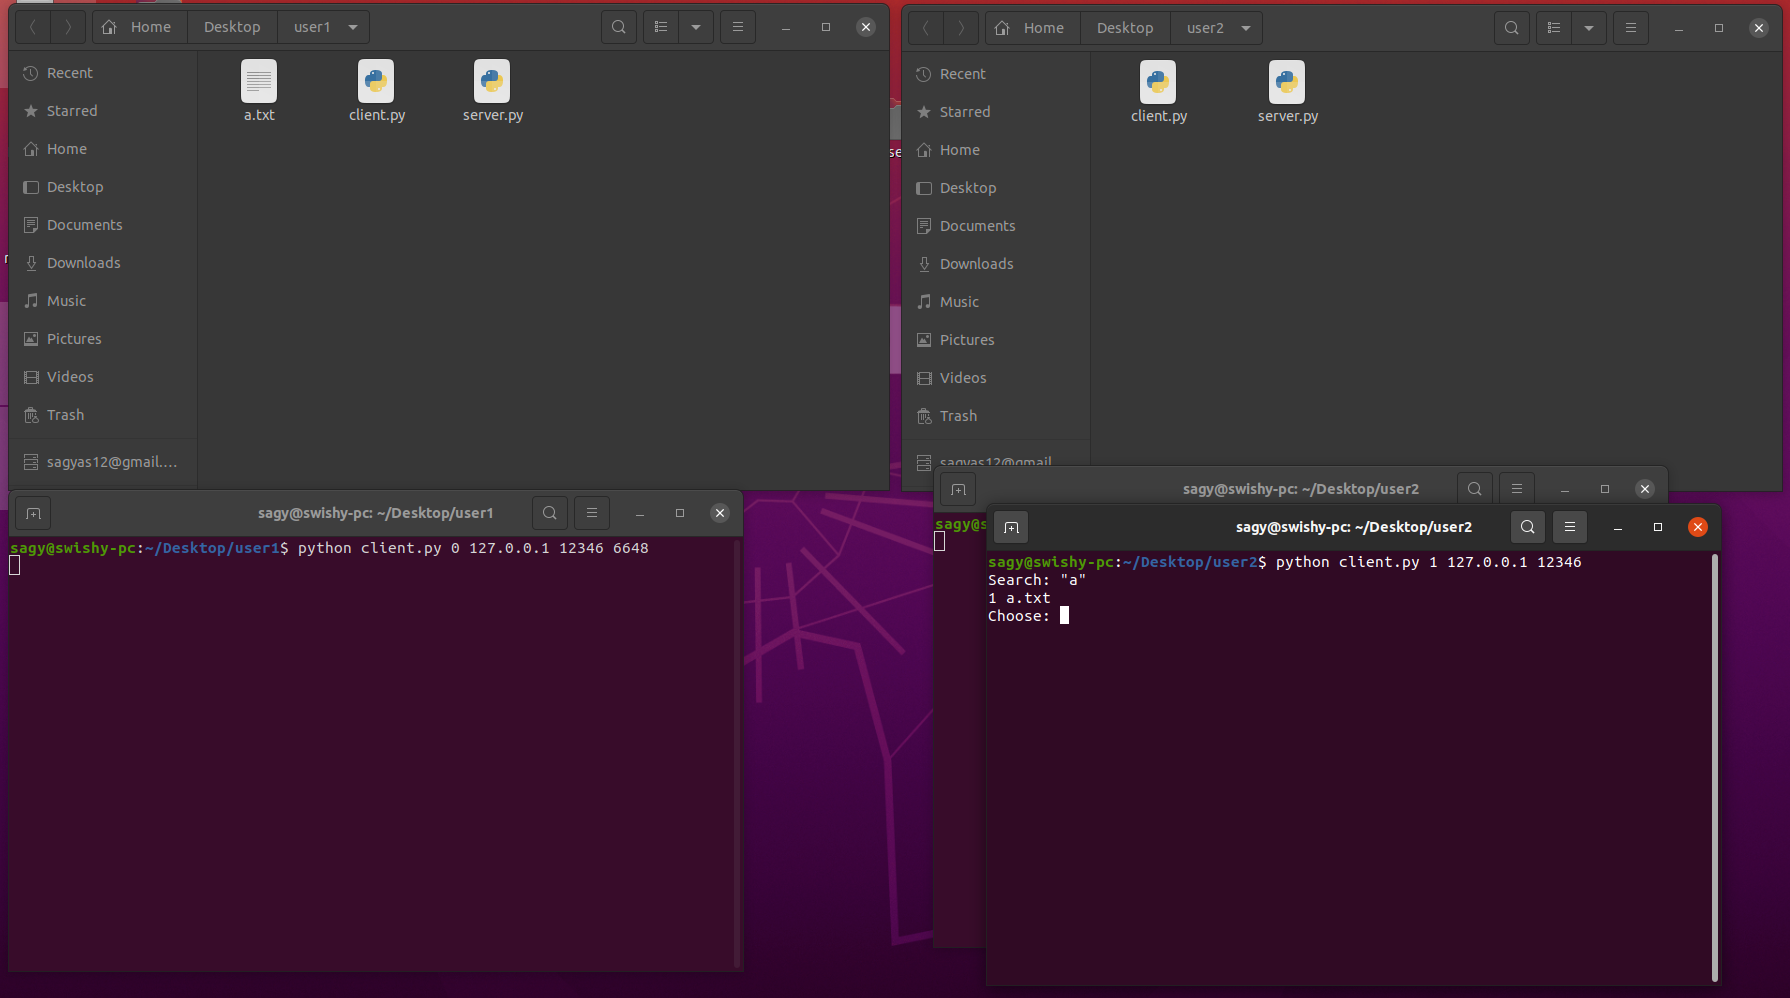 Home Desktop user1
Recent
Starred
Home
Desktop
Documents
Downloads
Music
Pictures
Videos
Trash
sagyas12@gmail....
a.txt client.py server.py
se
Home Desktop user2
Recent
Starred
Home
Desktop
Documents
Downloads
Music
Pictures
Videos
Trash
sagyas12@gmail
client.py server.py
sagy@swishy-pc: ~/Desktop/user1
sagy@swishy-pc:~/Desktop/user1$ python client.py 0 127.0.0.1 12346 6648
sagy@swishy-pc: ~/Desktop/user2
sagy@s
sagy@swishy-pc: ~/Desktop/user2
sagy@swishy-pc:~/Desktop/user2$ python client.py 1 127.0.0.1 12346
Search: "a"
1 a.txt
Choose: